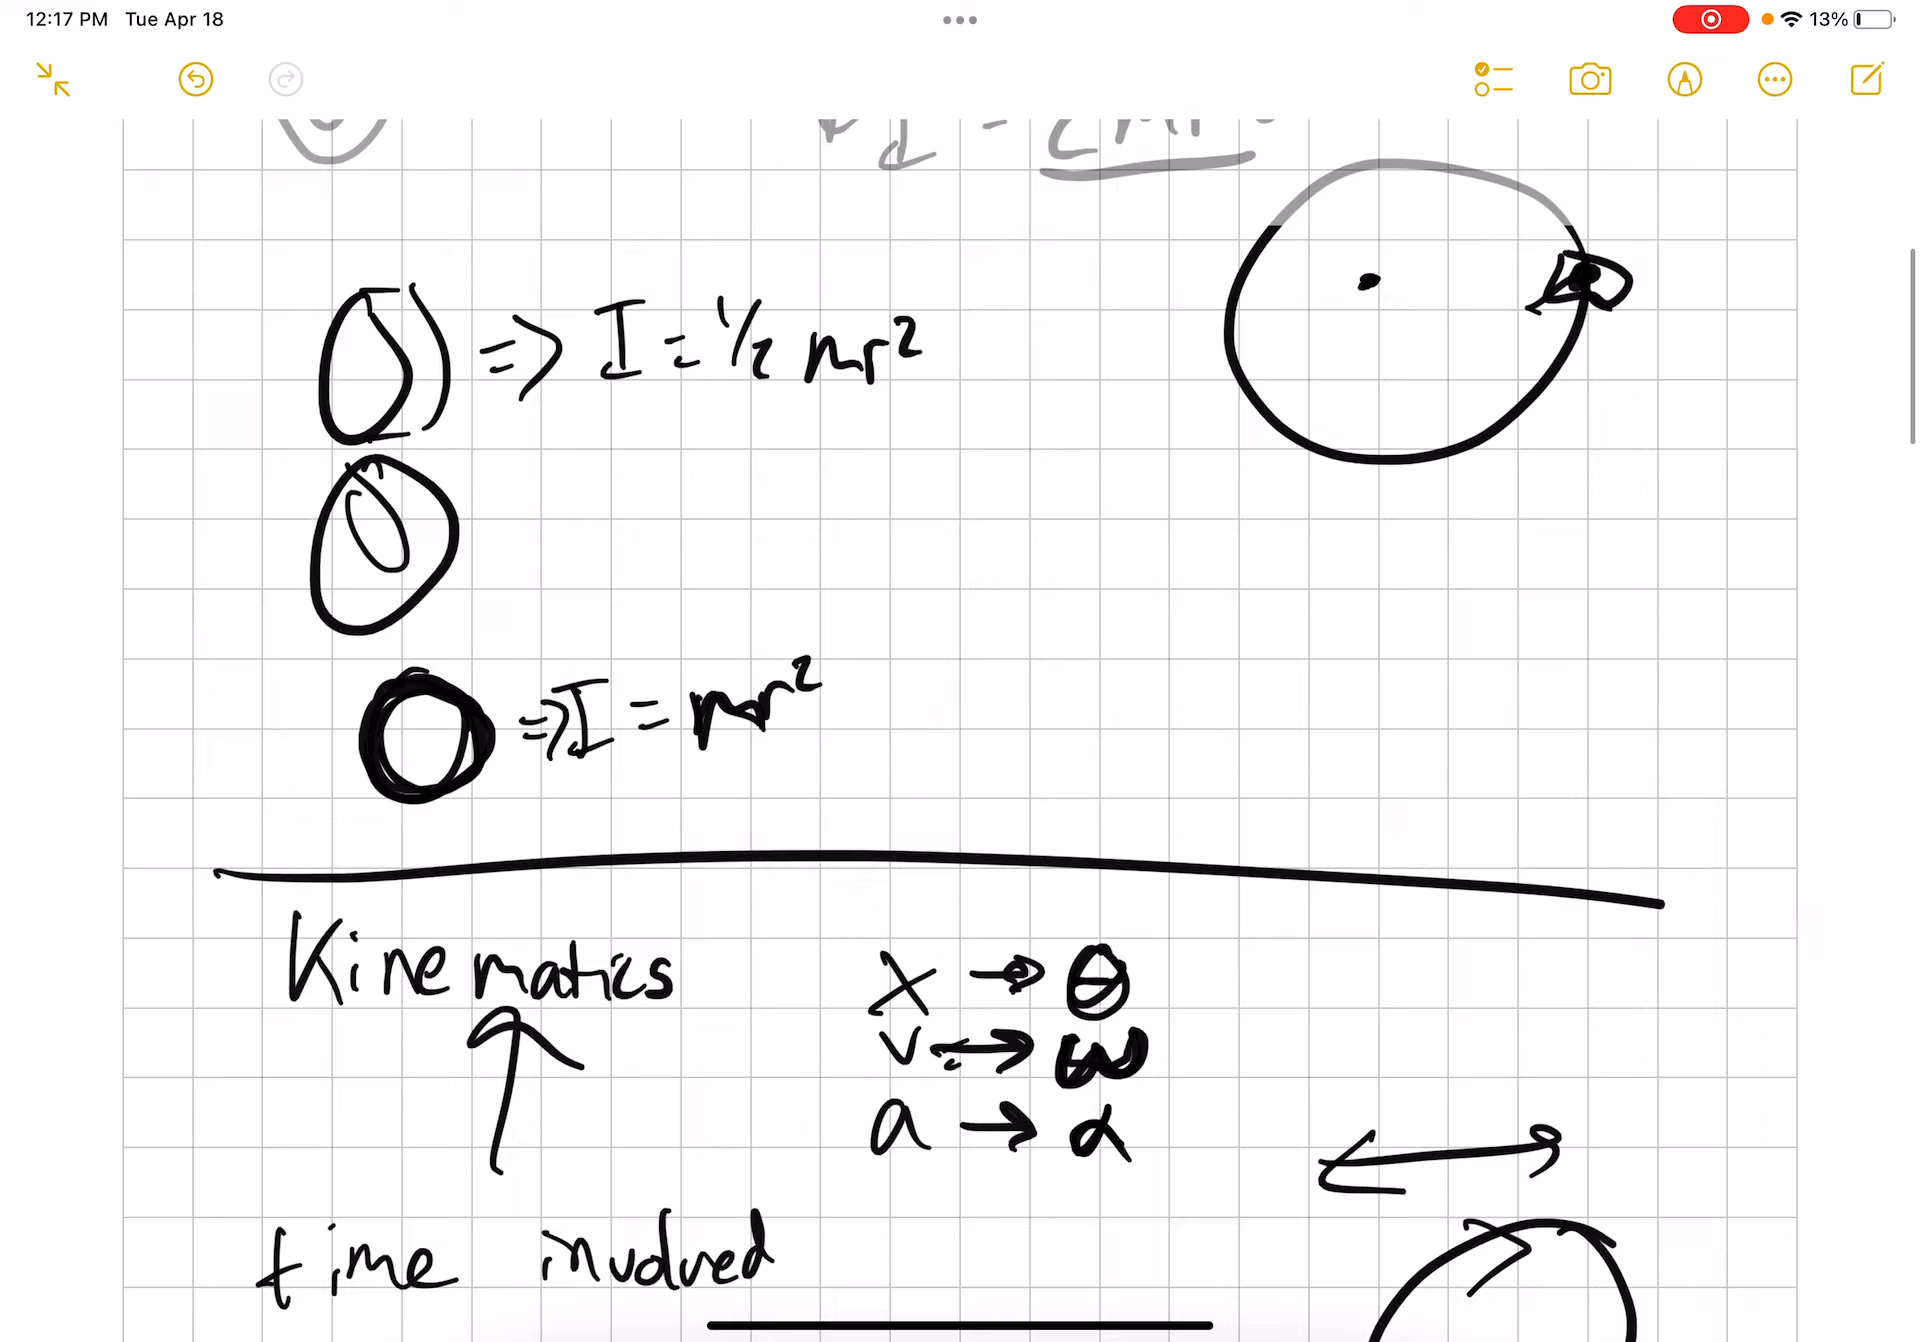 12:17 PM Tue Apr 18
13%
=> I = 1/2 mr²
=> I = mr²
Kinematics
x → θ
v ↔ ω
a → α
time involved